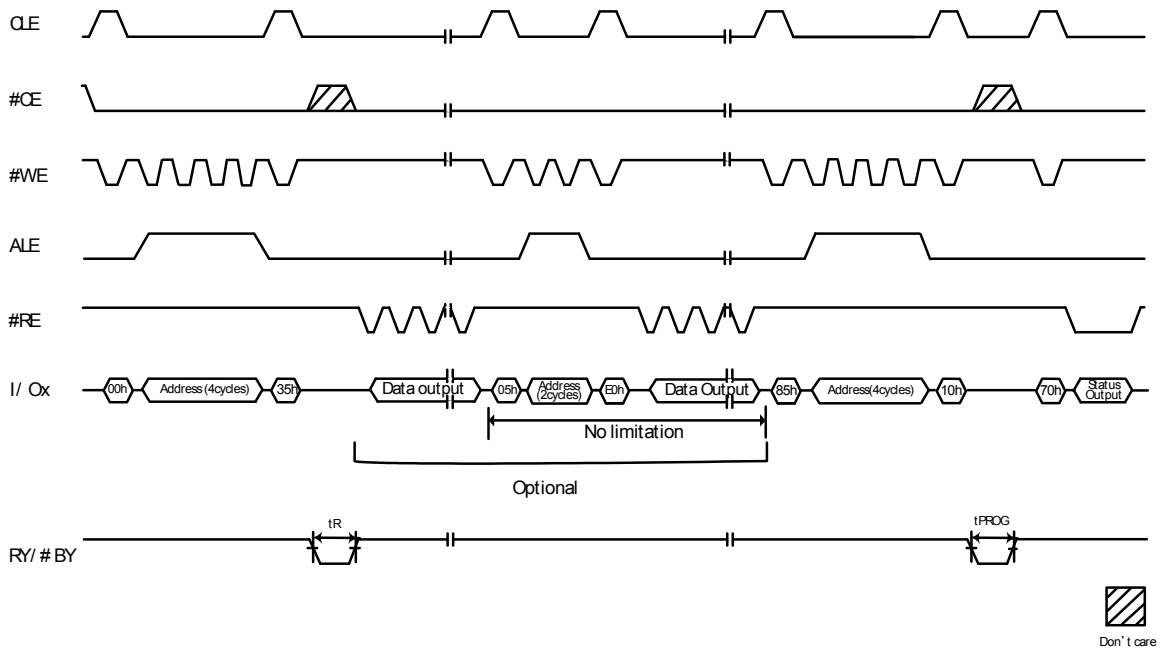 CLE
#CE
#WE
ALE
#RE
I/Ox 00h Address (4cycles) 35h Data output 05h Address (2cycles) E0h Data Output 85h Address(4cycles) 10h 70h Status Output
No limitation
Optional
tR tPROG
RY/#BY
Don't care